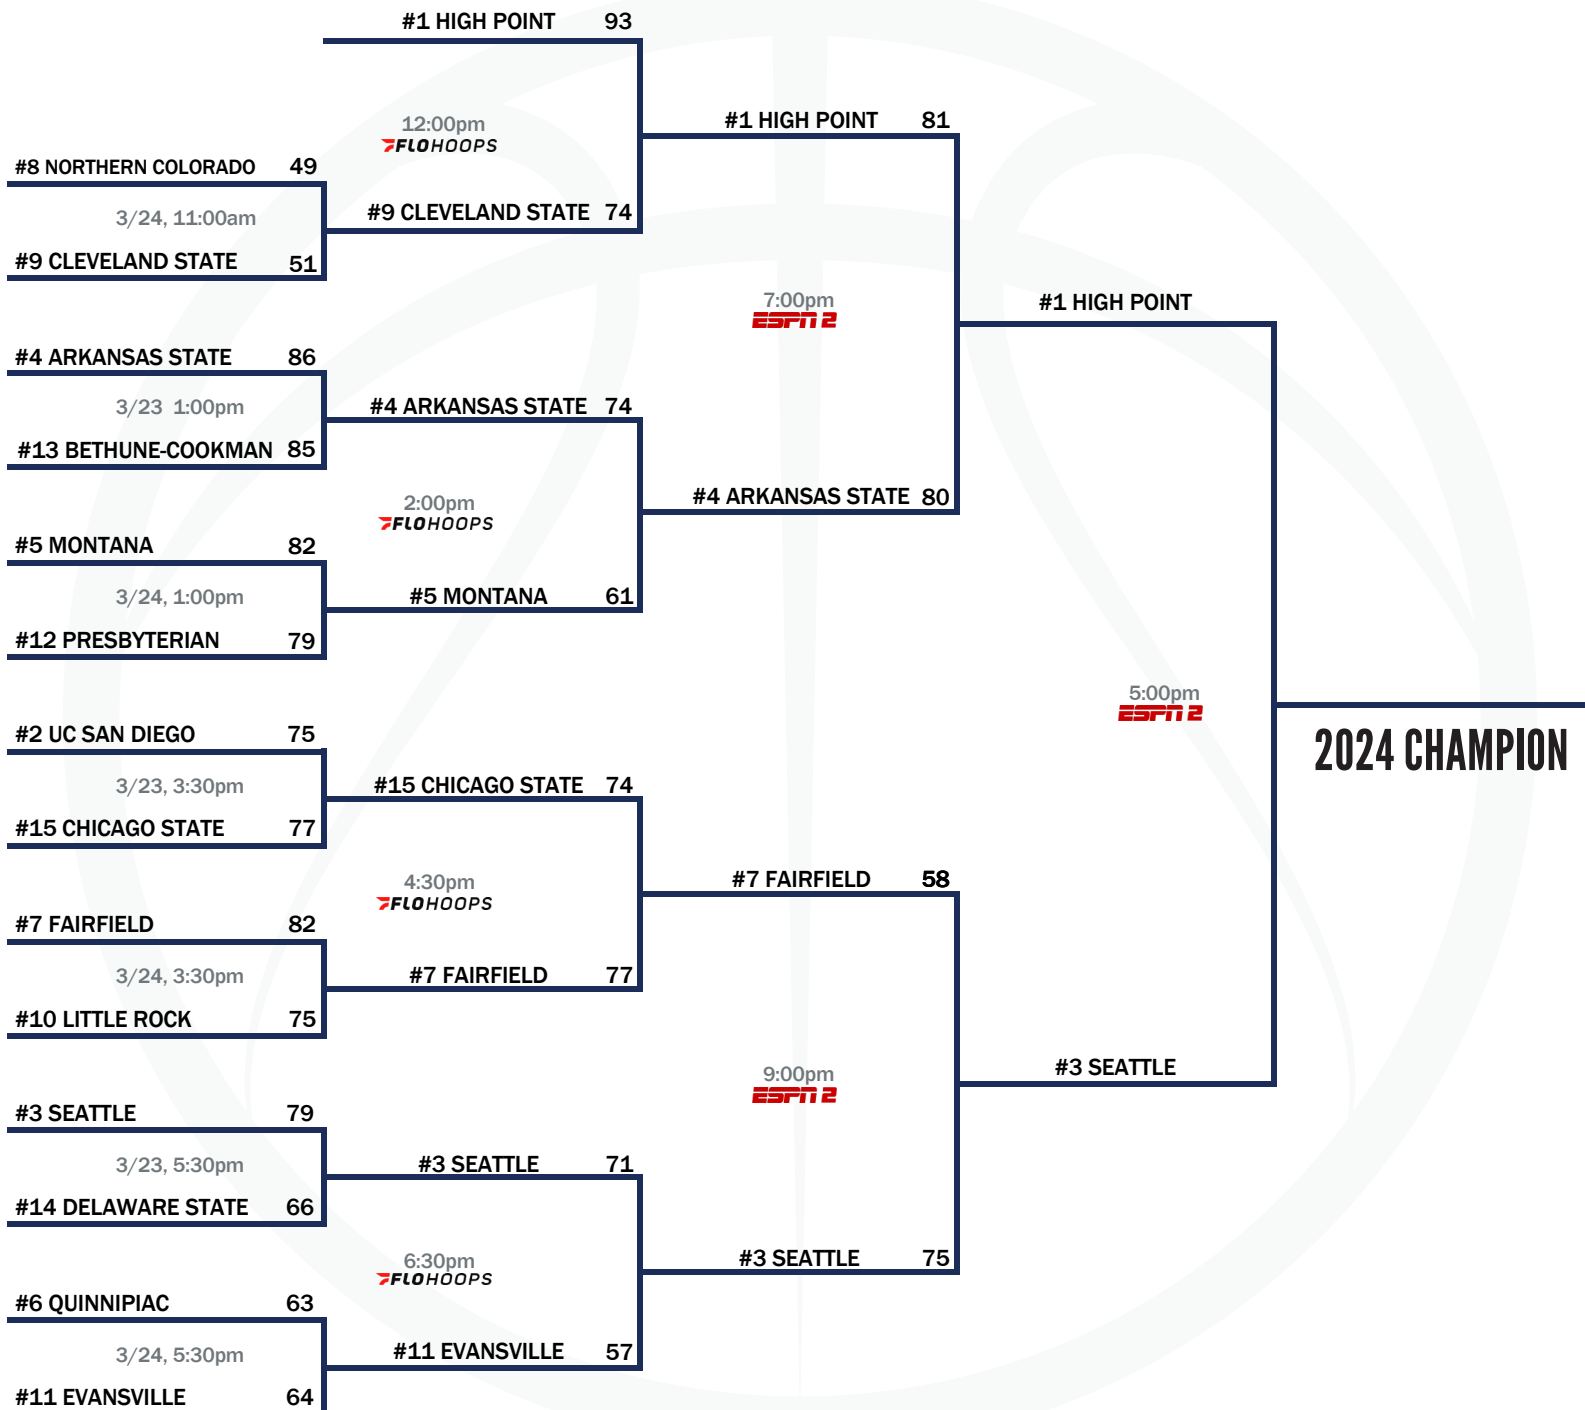 #1 HIGH POINT 93
12:00pm
FLOHOOPS
#9 CLEVELAND STATE 74
#8 NORTHERN COLORADO 49
3/24, 11:00am
#9 CLEVELAND STATE 51
#4 ARKANSAS STATE 86
3/23 1:00pm
#13 BETHUNE-COOKMAN 85
#4 ARKANSAS STATE 74
2:00pm
FLOHOOPS
#5 MONTANA 61
#5 MONTANA 82
3/24, 1:00pm
#12 PRESBYTERIAN 79
#2 UC SAN DIEGO 75
3/23, 3:30pm
#15 CHICAGO STATE 77
#15 CHICAGO STATE 74
4:30pm
FLOHOOPS
#7 FAIRFIELD 77
#7 FAIRFIELD 82
3/24, 3:30pm
#10 LITTLE ROCK 75
#3 SEATTLE 79
3/23, 5:30pm
#14 DELAWARE STATE 66
#3 SEATTLE 71
6:30pm
FLOHOOPS
#11 EVANSVILLE 57
#6 QUINNIPIAC 63
3/24, 5:30pm
#11 EVANSVILLE 64
#1 HIGH POINT 81
7:00pm
ESPN 2
#4 ARKANSAS STATE 80
#7 FAIRFIELD 58
9:00pm
ESPN 2
#3 SEATTLE 75
#1 HIGH POINT
5:00pm
ESPN 2
#3 SEATTLE
2024 CHAMPION